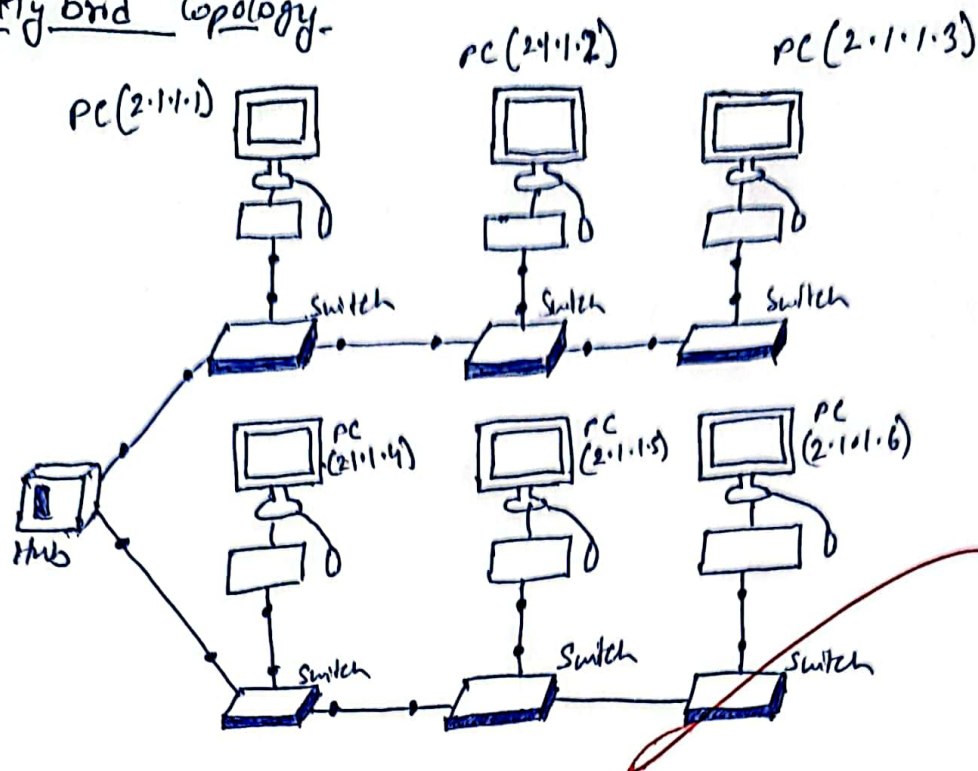 Hybrid Topology.
PC (2.1.1.1)
PC (2.1.1.2)
PC (2.1.1.3)
Switch
Switch
Switch
PC
(2.1.1.4)
PC
(2.1.1.5)
PC
(2.1.1.6)
Hub
Switch
Switch
Switch